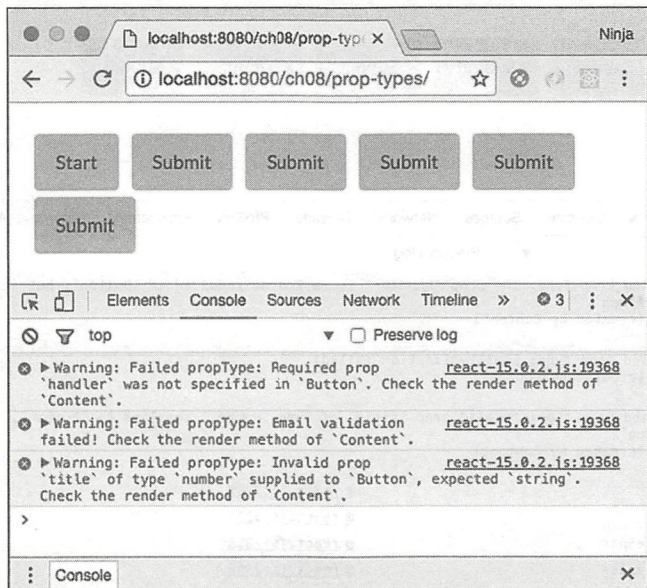 localhost:8080/ch08/prop-type
Ninja
localhost:8080/ch08/prop-types/
Start Submit Submit Submit Submit
Submit
Elements Console Sources Network Timeline » 3
top Preserve log
Warning: Failed propType: Required prop react-15.0.2.js:19368
`handler` was not specified in `Button`. Check the render method of
`Content`.
Warning: Failed propType: Email validation react-15.0.2.js:19368
failed! Check the render method of `Content`.
Warning: Failed propType: Invalid prop react-15.0.2.js:19368
`title` of type `number` supplied to `Button`, expected `string`.
Check the render method of `Content`.
>
Console